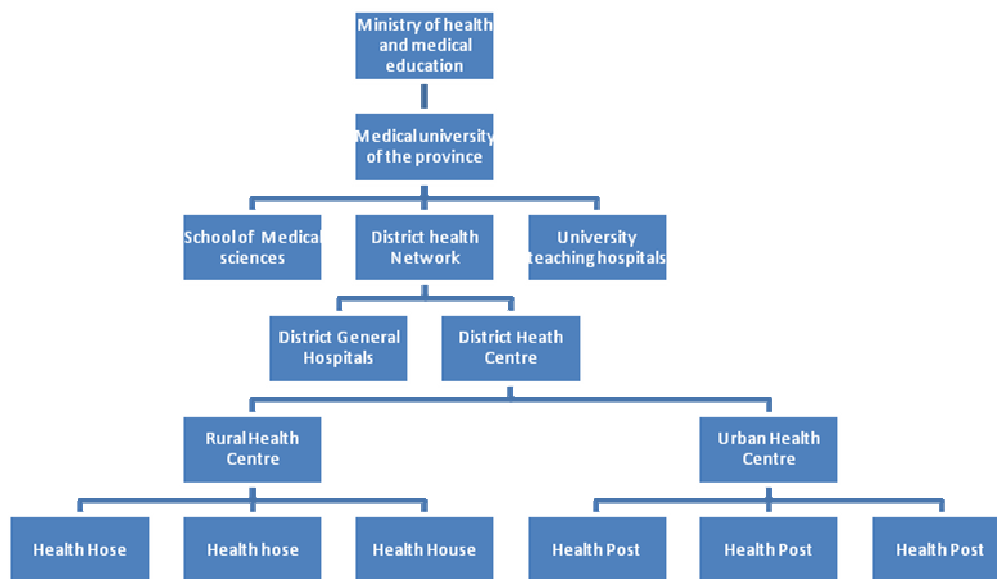 Ministry of health
and medical
education
Medical university
of the province
School of Medical
sciences
District health
Network
University
teaching hospitals
District General
Hospitals
District Heath
Centre
Rural Health
Centre
Urban Health
Centre
Health Hose
Health hose
Health House
Health Post
Health Post
Health Post